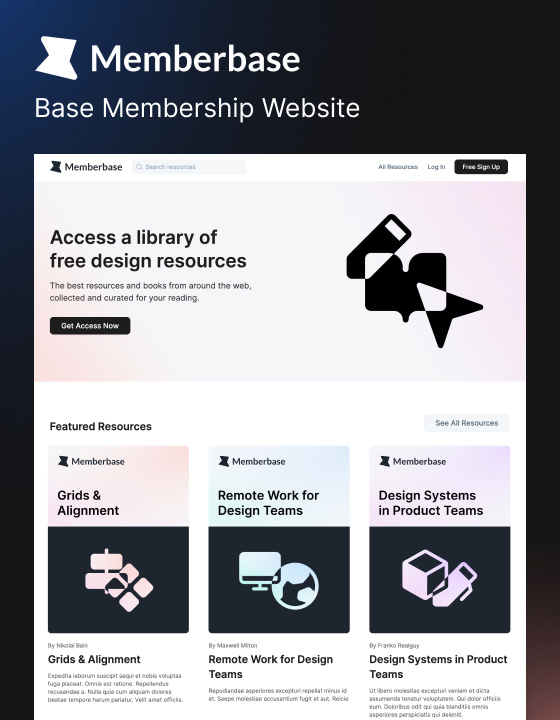 Memberbase
Base Membership Website
Memberbase
Search resources
All Resources
Log In
Free Sign Up
Access a library of
free design resources
The best resources and books from around the web,
collected and curated for your reading.
Get Access Now
Featured Resources
See All Resources
Memberbase
Grids &
Alignment
By Nikolai Bain
Grids & Alignment
Expedita laborum suscipit sequi et nobis voluptas
fuga placeat. Omnis est ratione. Repellendus
recusandae a. Nulla quia cum aliquam dolores
beatae tempore harum pariatur. Velit amet officiis.
Memberbase
Remote Work for
Design Teams
By Maxwell Milton
Remote Work for Design
Teams
Repudiandae asperiores excepturi repellat minus id
et. Saepe molestiae accusantium fugit et aut. Reicie
Memberbase
Design Systems
in Product Teams
By Franko Realguy
Design Systems in Product
Teams
Ut libero molestias excepturi veniam et dicta
assumenda tenetur voluptatem. Qui dolor officiis
eum. Doloribus odit qui quia blanditiis omnis
asperiores perspiciatis qui deleniti.